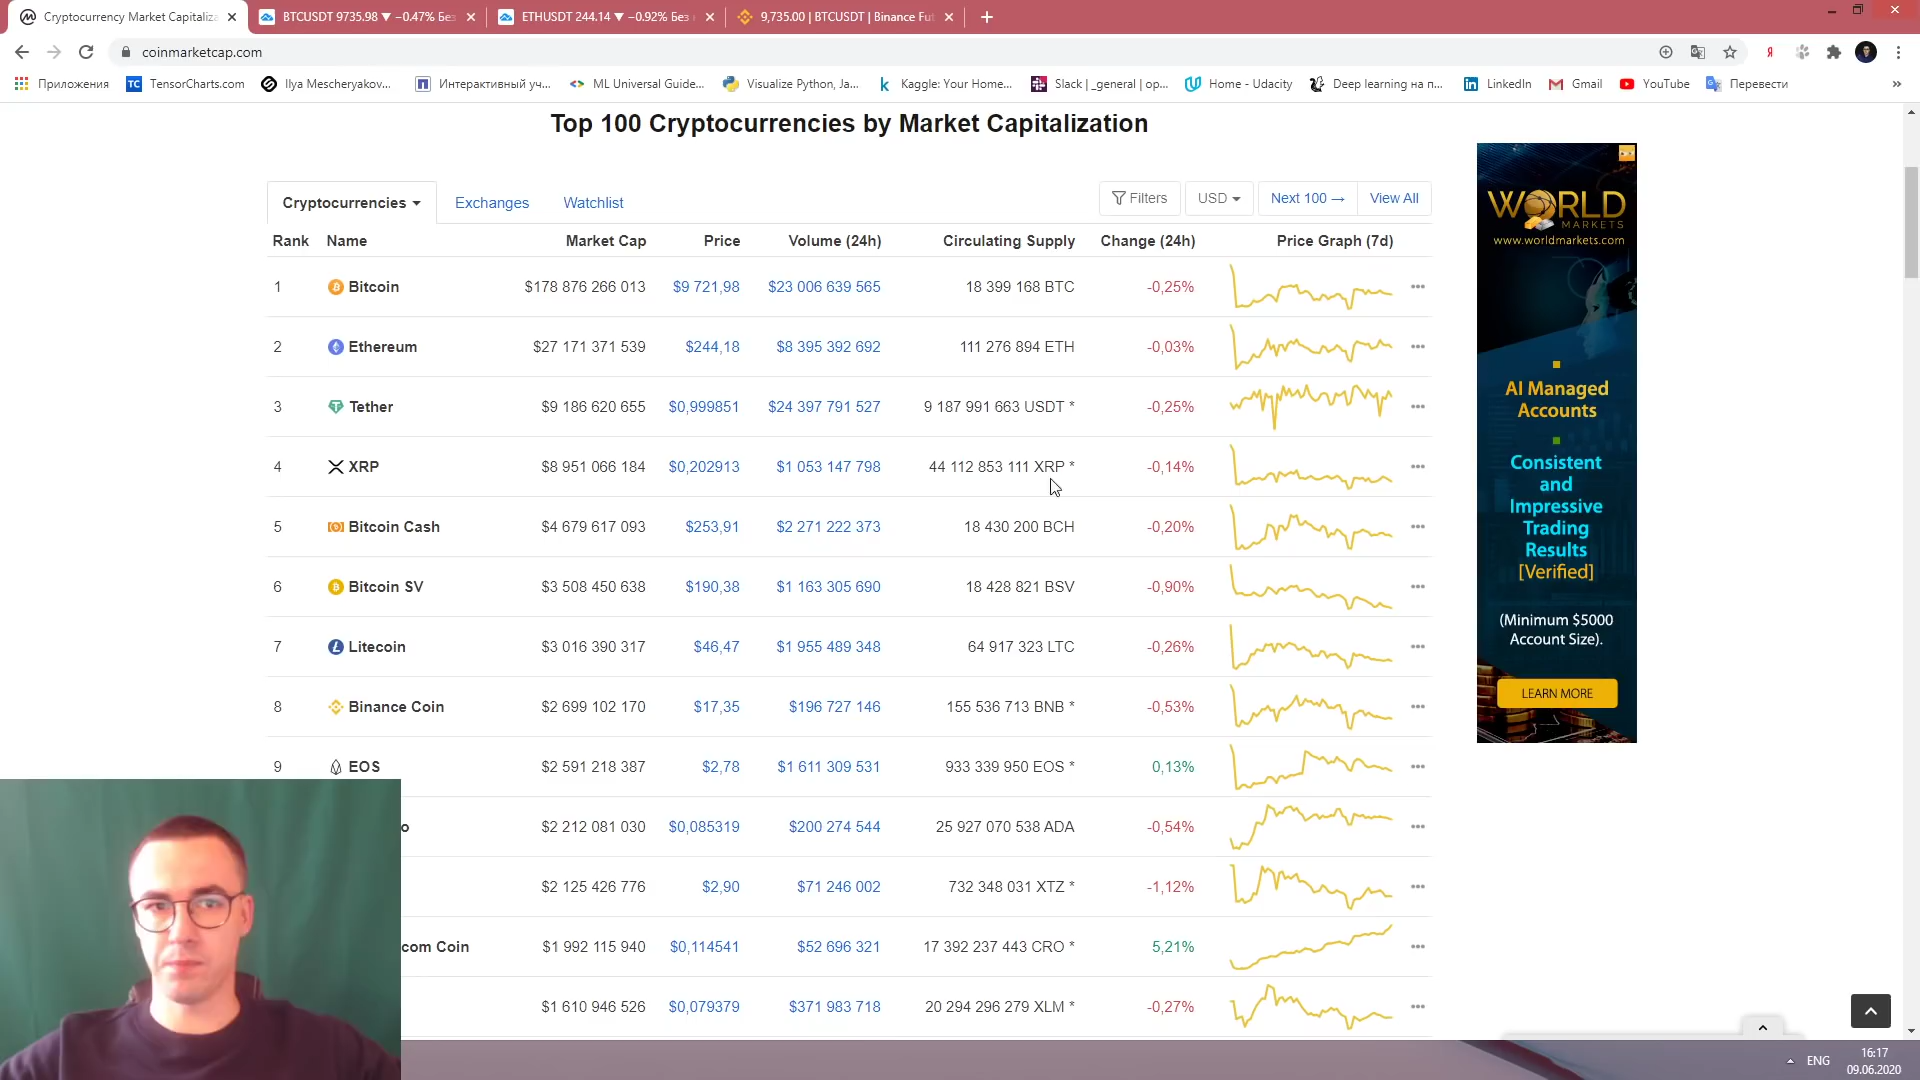 Cryptocurrency Market Capitaliza
BTCUSDT 9735.98 ▼ −0.47% Без
ETHUSDT 244.14 ▼ −0.92% Без
9,735.00 | BTCUSDT | Binance Fut
coinmarketcap.com
Приложения
TensorCharts.com
Ilya Mescheryakov...
Интерактивный уч...
ML Universal Guide...
Visualize Python, Ja...
Kaggle: Your Home...
Slack | _general | op...
Home - Udacity
Deep learning на п...
LinkedIn
Gmail
YouTube
Перевести
Top 100 Cryptocurrencies by Market Capitalization
Cryptocurrencies Exchanges Watchlist Filters USD Next 100 → View All
Rank Name Market Cap Price Volume (24h) Circulating Supply Change (24h) Price Graph (7d)
1 Bitcoin $178 876 266 013 $9 721,98 $23 006 639 565 18 399 168 BTC -0,25%
2 Ethereum $27 171 371 539 $244,18 $8 395 392 692 111 276 894 ETH -0,03%
3 Tether $9 186 620 655 $0,999851 $24 397 791 527 9 187 991 663 USDT * -0,25%
4 XRP $8 951 066 184 $0,202913 $1 053 147 798 44 112 853 111 XRP * -0,14%
5 Bitcoin Cash $4 679 617 093 $253,91 $2 271 222 373 18 430 200 BCH -0,20%
6 Bitcoin SV $3 508 450 638 $190,38 $1 163 305 690 18 428 821 BSV -0,90%
7 Litecoin $3 016 390 317 $46,47 $1 955 489 348 64 917 323 LTC -0,26%
8 Binance Coin $2 699 102 170 $17,35 $196 727 146 155 536 713 BNB * -0,53%
9 EOS $2 591 218 387 $2,78 $1 611 309 531 933 339 950 EOS * 0,13%
o $2 212 081 030 $0,085319 $200 274 544 25 927 070 538 ADA -0,54%
$2 125 426 776 $2,90 $71 246 002 732 348 031 XTZ * -1,12%
com Coin $1 992 115 940 $0,114541 $52 696 321 17 392 237 443 CRO * 5,21%
$1 610 946 526 $0,079379 $371 983 718 20 294 296 279 XLM * -0,27%
WORLD
MARKETS
www.worldmarkets.com
AI Managed
Accounts
Consistent
and
Impressive
Trading
Results
[Verified]
(Minimum $5000
Account Size).
LEARN MORE
ENG
16:17
09.06.2020